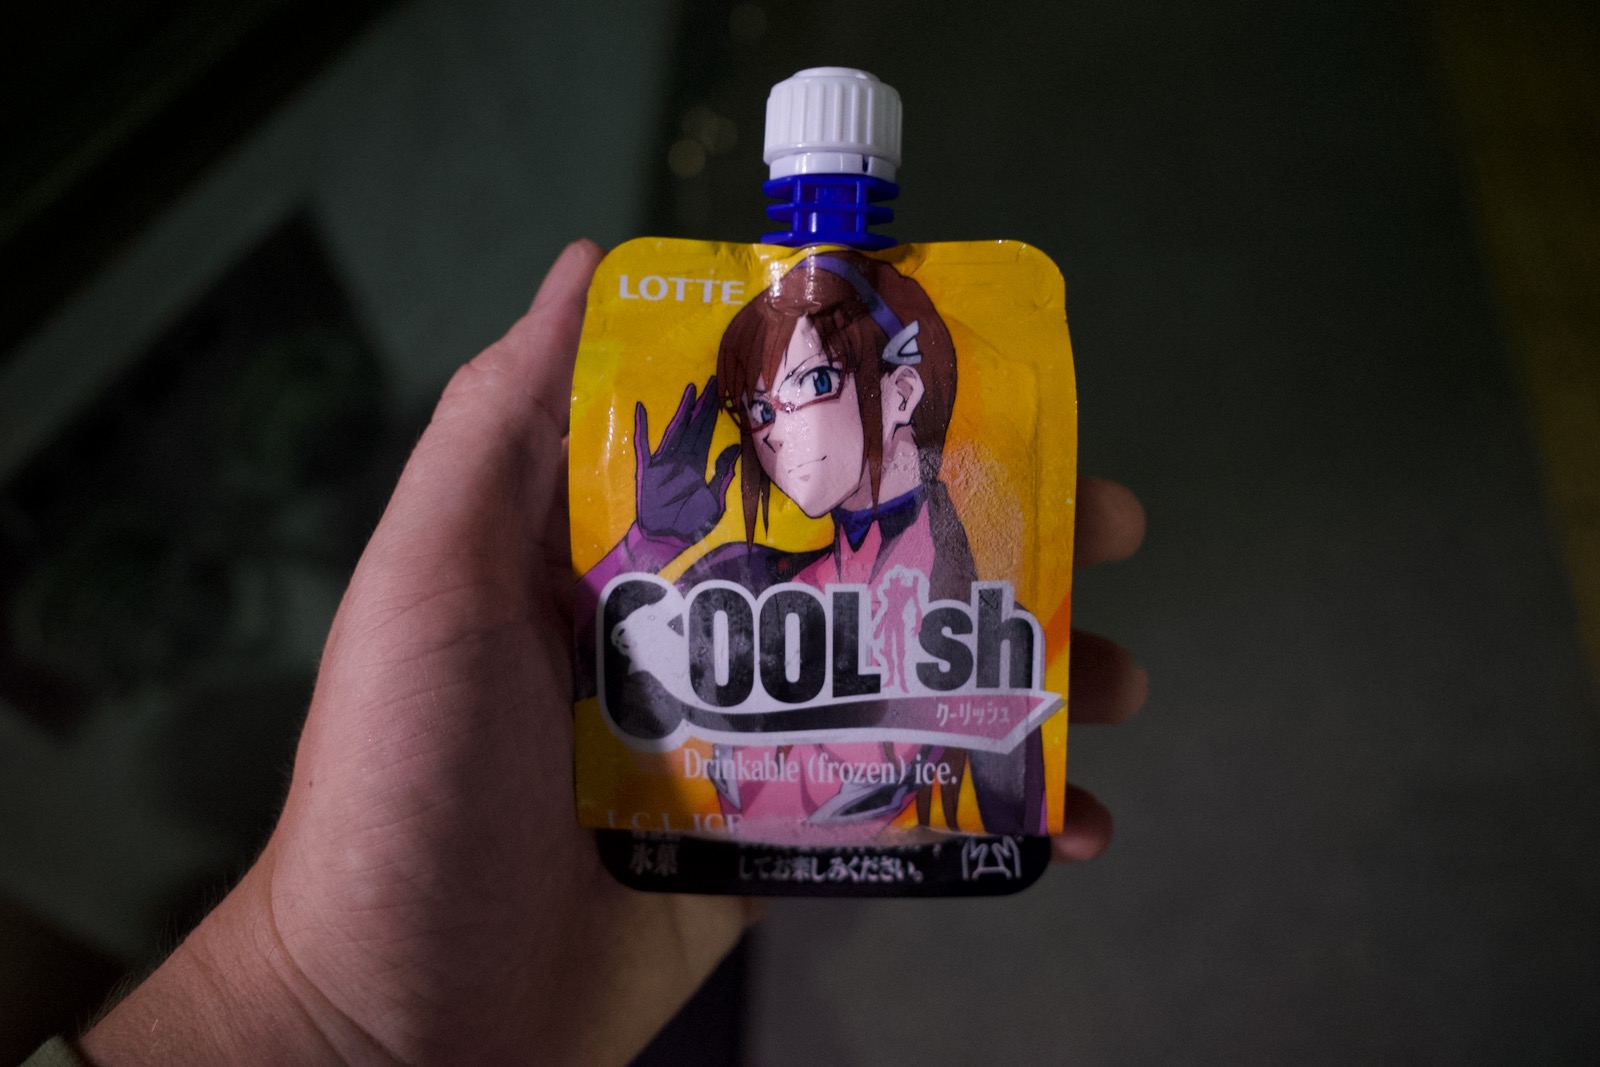 LOTTE
COOLish
クーリッシュ
Drinkable (frozen) ice.
ICE
氷菓
してお楽しみください。